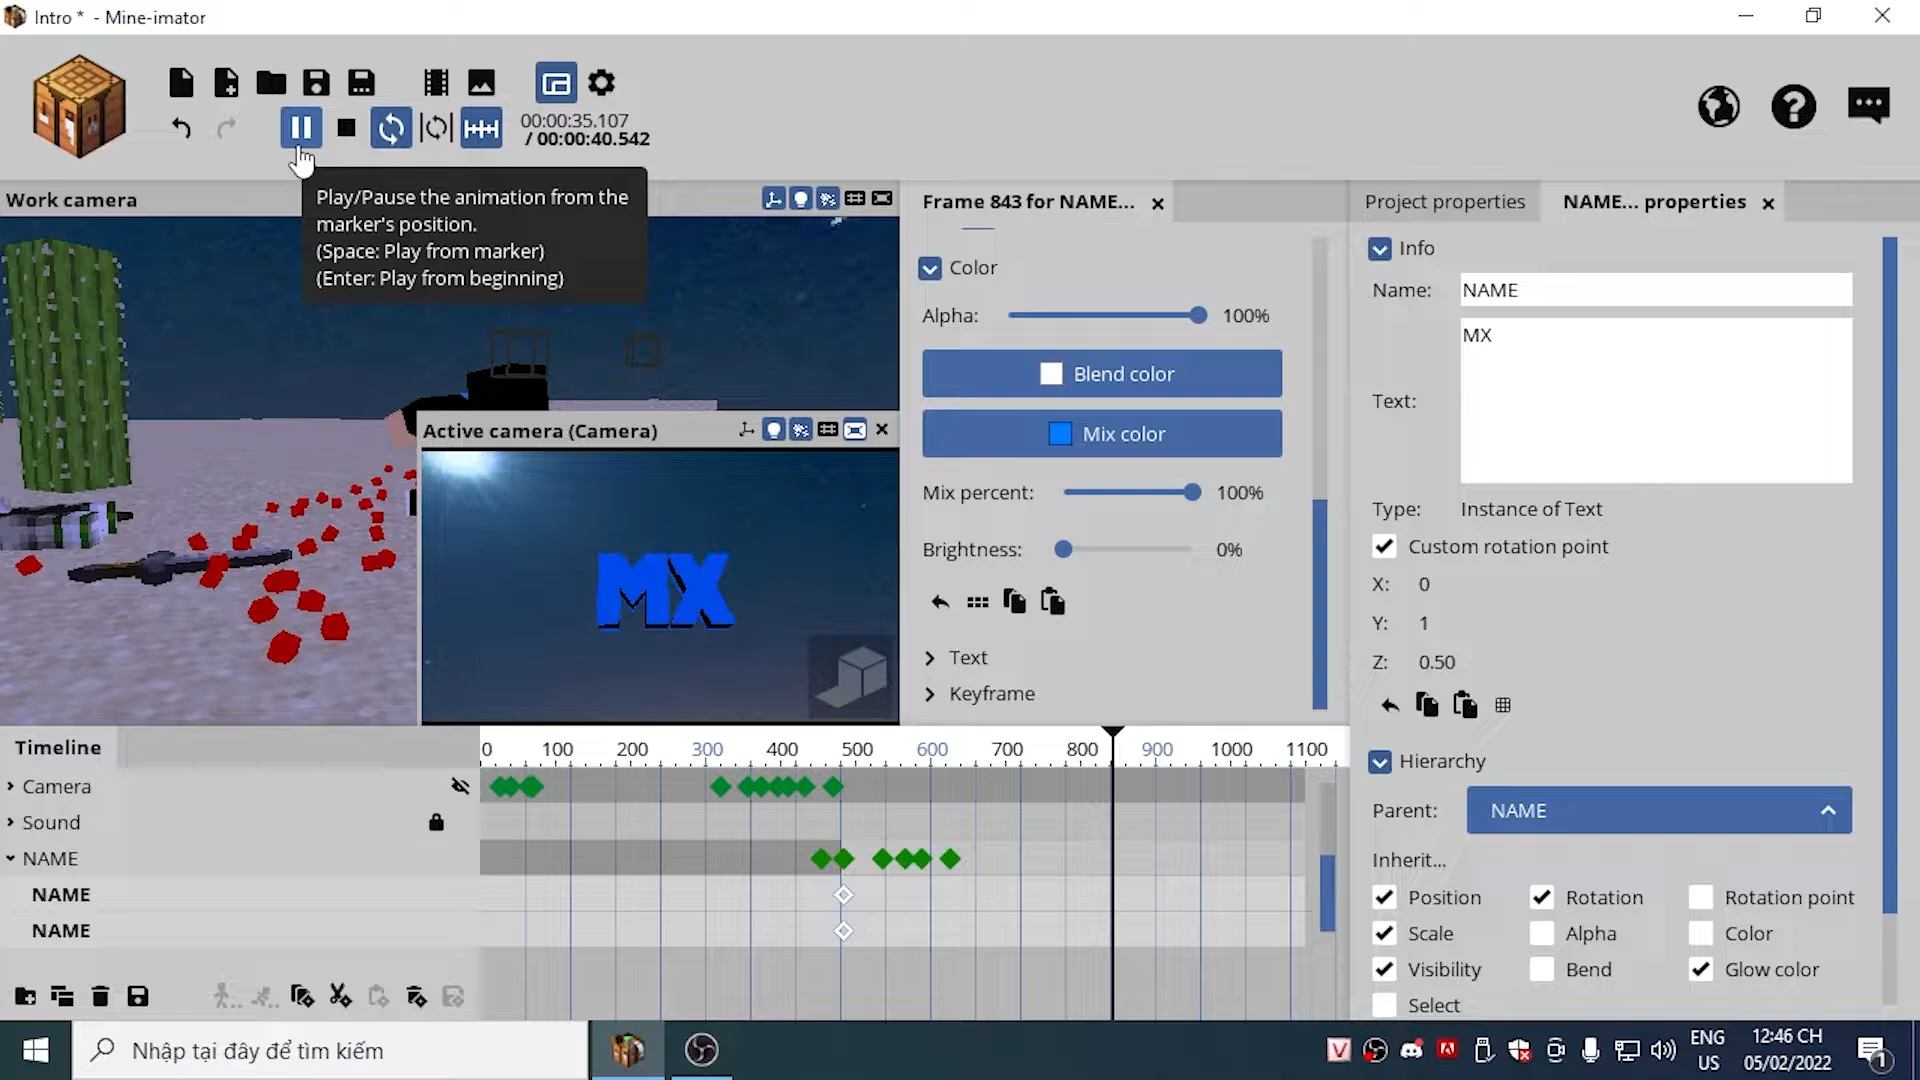 Intro * - Mine-imator
00:00:35.107
/ 00:00:40.542
Play/Pause the animation from the
marker's position.
(Space: Play from marker)
(Enter: Play from beginning)
Work camera
Active camera (Camera)
MX
Frame 843 for NAME...
Color
Alpha:
100%
Blend color
Mix color
Mix percent:
100%
Brightness:
0%
Text
Keyframe
Project properties
NAME... properties
Info
Name:
NAME
Text:
MX
Type:
Instance of Text
Custom rotation point
X:
0
Y:
1
Z:
0.50
Hierarchy
Parent:
NAME
Inherit...
Position
Rotation
Rotation point
Scale
Alpha
Color
Visibility
Bend
Glow color
Select
Timeline
0 100 200 300 400 500 600 700 800 900 1000 1100
Camera
Sound
NAME
NAME
NAME
Nhập tại đây để tìm kiếm
ENG
US
12:46 CH
05/02/2022
1